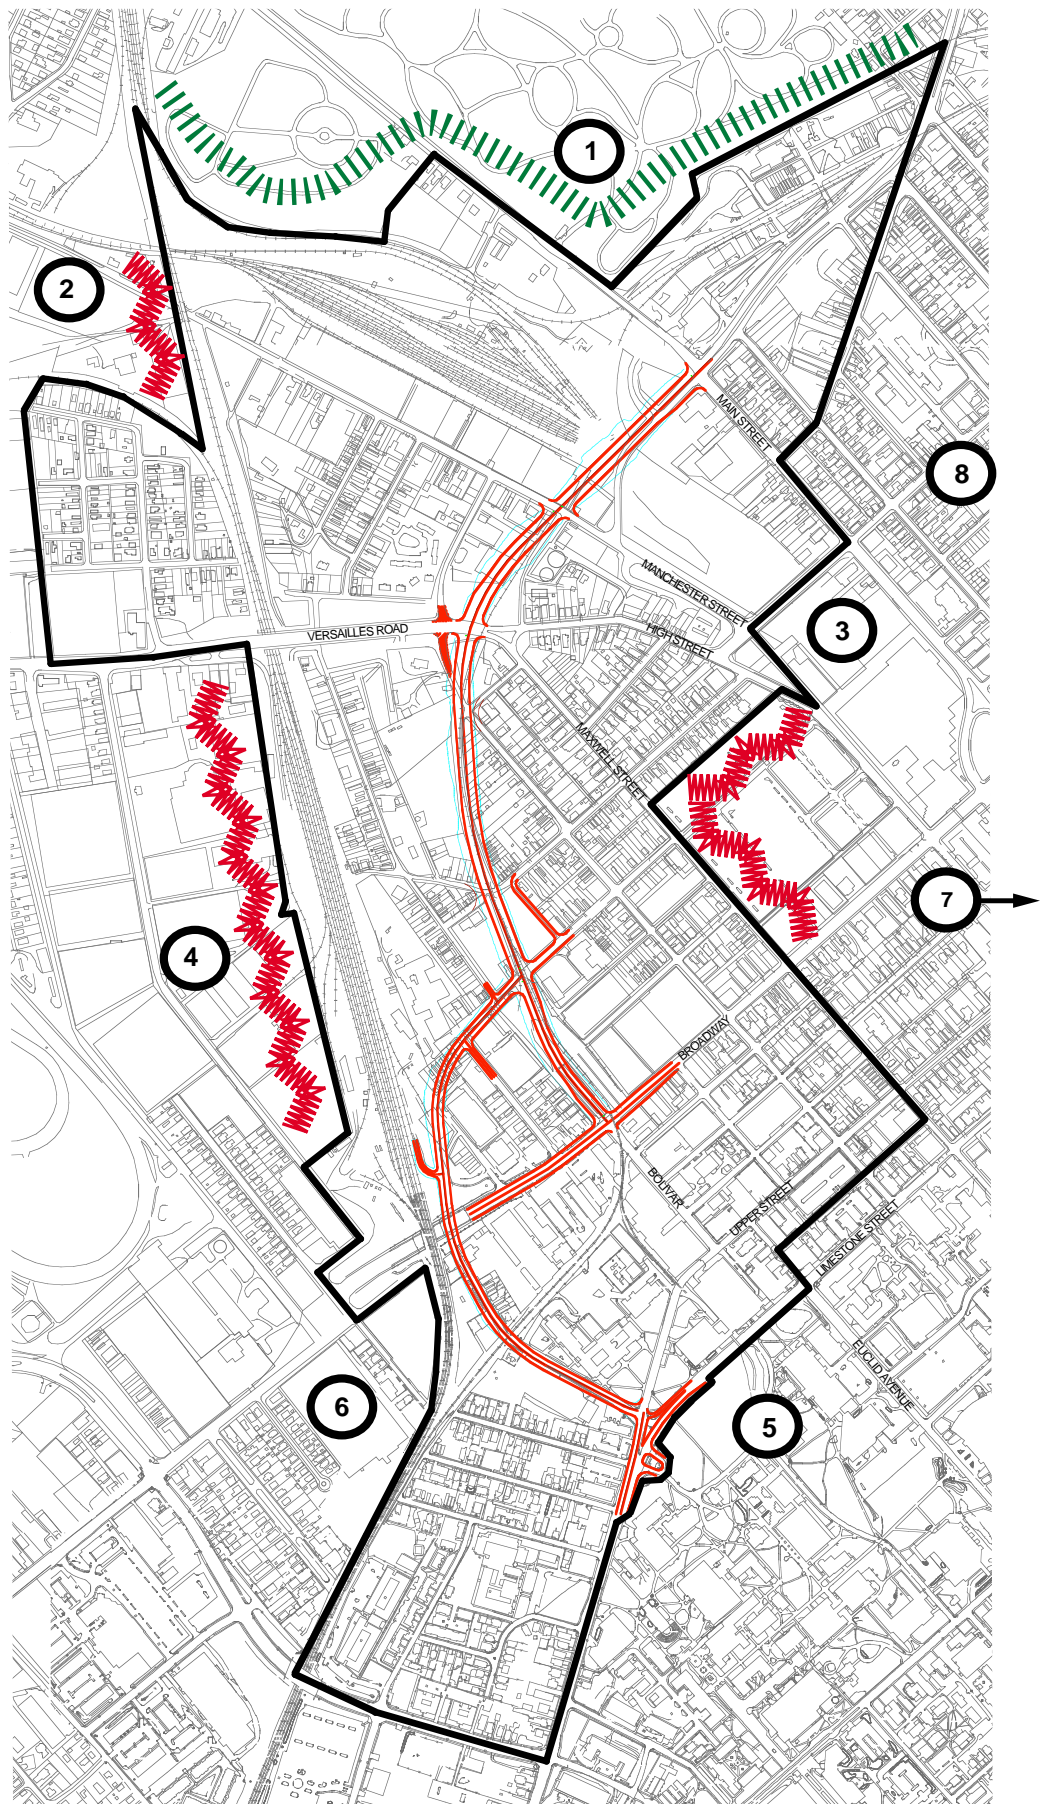 1
2
MAIN STREET
8
MANCHESTER STREET
VERSAILLES ROAD
HIGH STREET
3
MAXWELL STREET
7
4
BROADWAY
BOLIVAR
UPPER STREET
LIMESTONE STREET
EUCLID AVENUE
6
5